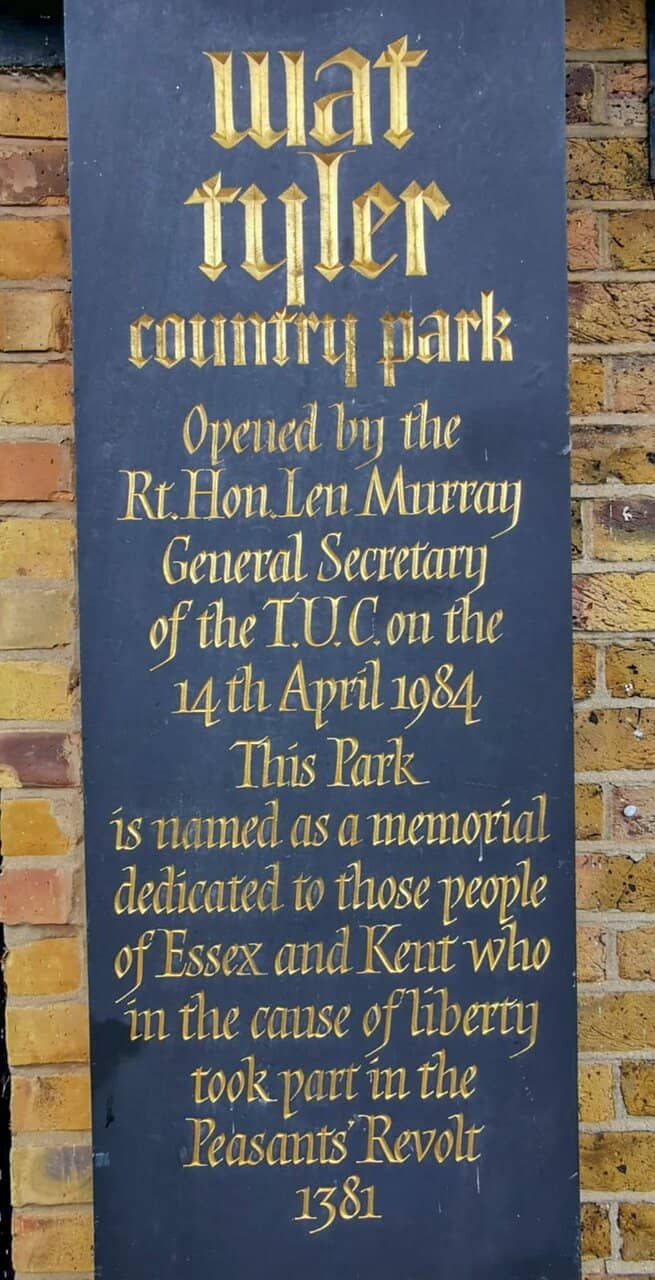 wat
tyler
country park
Opened by the
Rt.Hon.Len Murray
General Secretary
of the T.U.C. on the
14th April 1984
This Park
is named as a memorial
dedicated to those people
of Essex and Kent who
in the cause of liberty
took part in the
Peasants' Revolt
1381